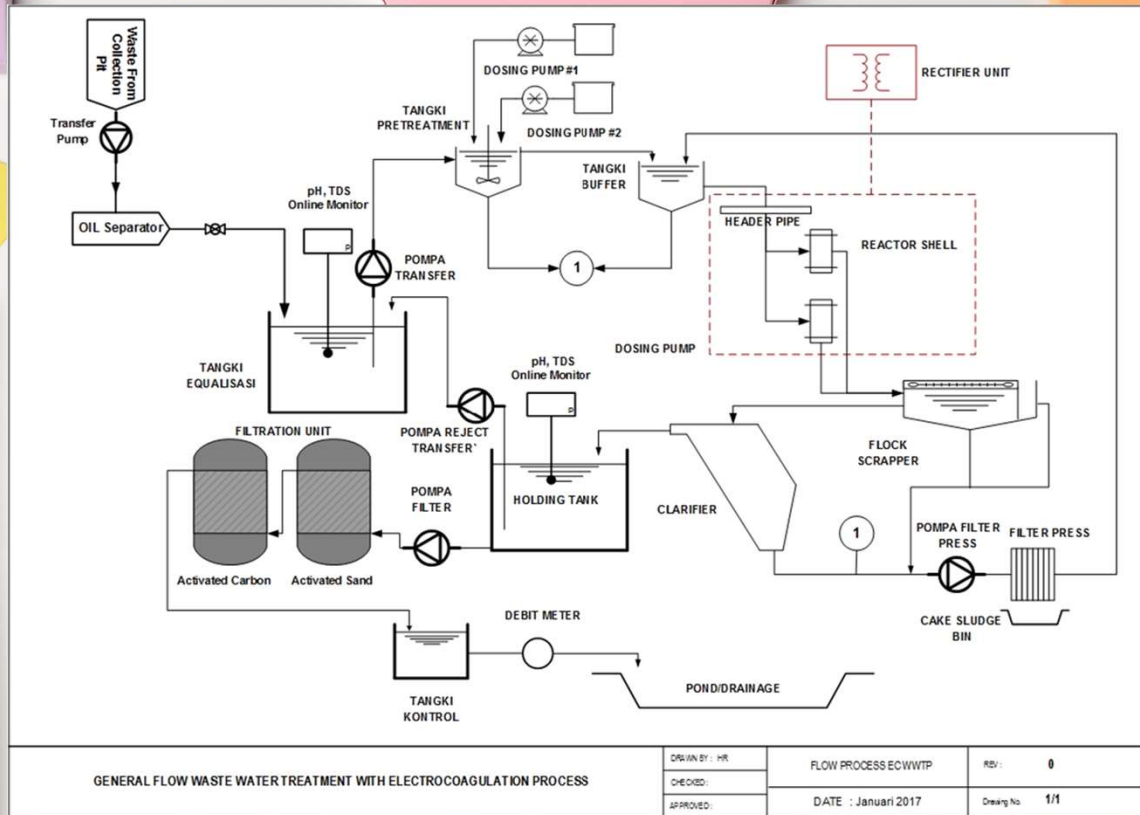 Waste From
Collection
Pit
Transfer
Pump
OIL Separator
pH, TDS
Online Monitor
P
POMPA
TRANSFER
TANGKI
EQUALISASI
TANGKI
PRETREATMENT
DOSING PUMP #1
DOSING PUMP #2
TANGKI
BUFFER
1
RECTIFIER UNIT
HEADER PIPE
REACTOR SHELL
DOSING PUMP
pH, TDS
Online Monitor
P
POMPA REJECT
TRANSFER`
HOLDING TANK
FLOCK
SCRAPPER
CLARIFIER
1
POMPA FILTER
PRESS
FILTER PRESS
CAKE SLUDGE
BIN
FILTRATION UNIT
POMPA
FILTER
Activated Carbon
Activated Sand
DEBIT METER
TANGKI
KONTROL
POND/DRAINAGE
GENERAL FLOW WASTE WATER TREATMENT WITH ELECTROCOAGULATION PROCESS
DRAWN BY : HR
CHECKED:
APPROVED:
FLOW PROCESS ECWWTP
DATE : Januari 2017
REV : 0
Drawing No. 1/1